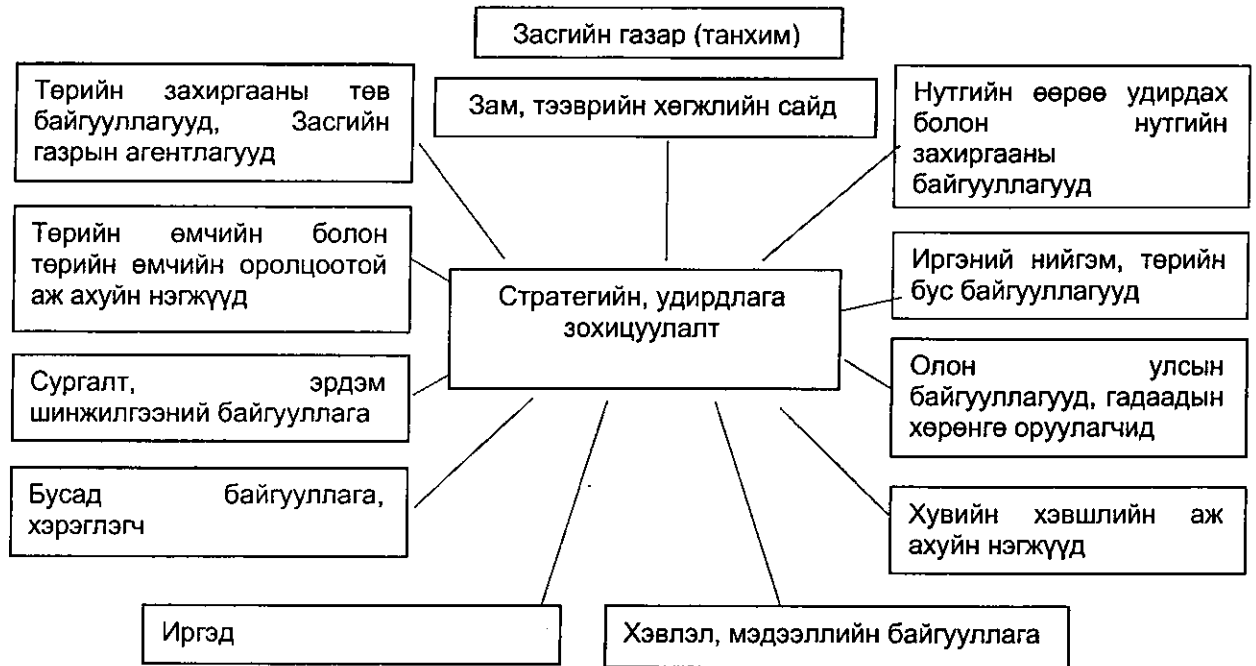 Засгийн газар (танхим)
Зам, тээврийн хөгжлийн сайд
Төрийн захиргааны төв
байгууллагууд, Засгийн
газрын агентлагууд
Нутгийн өөрөө удирдах
болон нутгийн
захиргааны
байгууллагууд
Төрийн өмчийн болон
төрийн өмчийн оролцоотой
аж ахуйн нэгжүүд
Стратегийн, удирдлага
зохицуулалт
Иргэний нийгэм, төрийн
бус байгууллагууд
Сургалт, эрдэм
шинжилгээний байгууллага
Олон улсын
байгууллагууд, гадаадын
хөрөнгө оруулагчид
Бусад байгууллага,
хэрэглэгч
Хувийн хэвшлийн аж
ахуйн нэгжүүд
Иргэд
Хэвлэл, мэдээллийн байгууллага